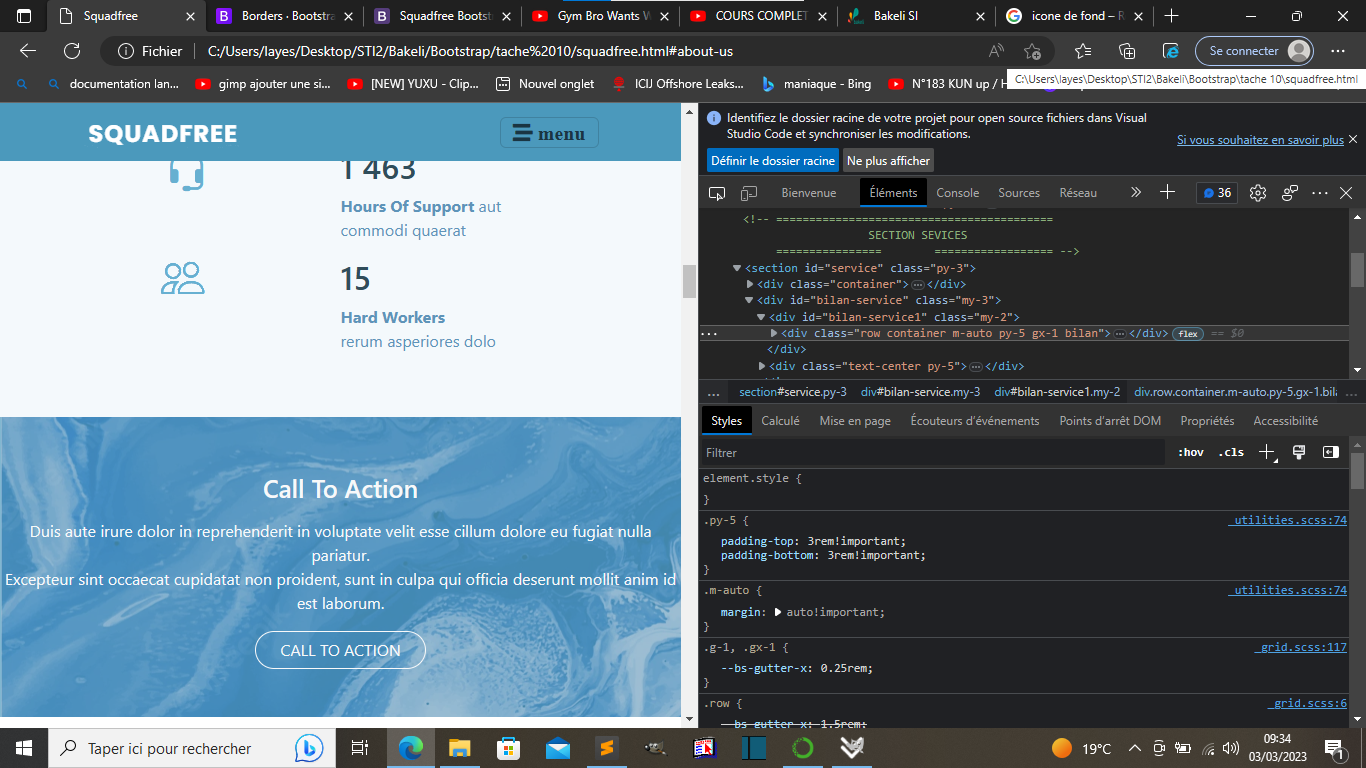 Squadfree
Borders · Bootstra
Squadfree Bootst
Gym Bro Wants W
COURS COMPLET
Bakeli SI
icone de fond – R
Fichier
C:/Users/layes/Desktop/STI2/Bakeli/Bootstrap/tache%2010/squadfree.html#about-us
Se connecter
documentation lan...
gimp ajouter une si...
[NEW] YUXU - Clip...
Nouvel onglet
ICIJ Offshore Leaks...
maniaque - Bing
N°183 KUN up / H
C:\Users\layes\Desktop\STI2\Bakeli\Bootstrap\tache 10\squadfree.html
SQUADFREE
menu
1 463
Hours Of Support aut
commodi quaerat
15
Hard Workers
rerum asperiores dolo
Call To Action
Duis aute irure dolor in reprehenderit in voluptate velit esse cillum dolore eu fugiat nulla
pariatur.
Excepteur sint occaecat cupidatat non proident, sunt in culpa qui officia deserunt mollit anim id
est laborum.
CALL TO ACTION
Identifiez le dossier racine de votre projet pour open source fichiers dans Visual
Studio Code et synchroniser les modifications.
Si vous souhaitez en savoir plus
Définir le dossier racine
Ne plus afficher
Bienvenue
Éléments
Console
Sources
Réseau
36
<!-- =========================================
SECTION SEVICES
================ ================== -->
<section id="service" class="py-3">
<div class="container"> ⋯ </div>
<div id="bilan-service" class="my-3">
<div id="bilan-service1" class="my-2">
<div class="row container m-auto py-5 gx-1 bilan"> ⋯ </div> flex == $0
</div>
<div class="text-center py-5"> ⋯ </div>
... section#service.py-3 div#bilan-service.my-3 div#bilan-service1.my-2 div.row.container.m-auto.py-5.gx-1.bila ...
Styles
Calculé
Mise en page
Écouteurs d'événements
Points d'arrêt DOM
Propriétés
Accessibilité
Filtrer
:hov
.cls
element.style {
}
.py-5 {
_utilities.scss:74
padding-top: 3rem!important;
padding-bottom: 3rem!important;
}
.m-auto {
_utilities.scss:74
margin: auto!important;
}
.g-1, .gx-1 {
_grid.scss:117
--bs-gutter-x: 0.25rem;
}
.row {
_grid.scss:6
--bs-gutter-x: 1.5rem;
Taper ici pour rechercher
19°C
09:34
03/03/2023
1